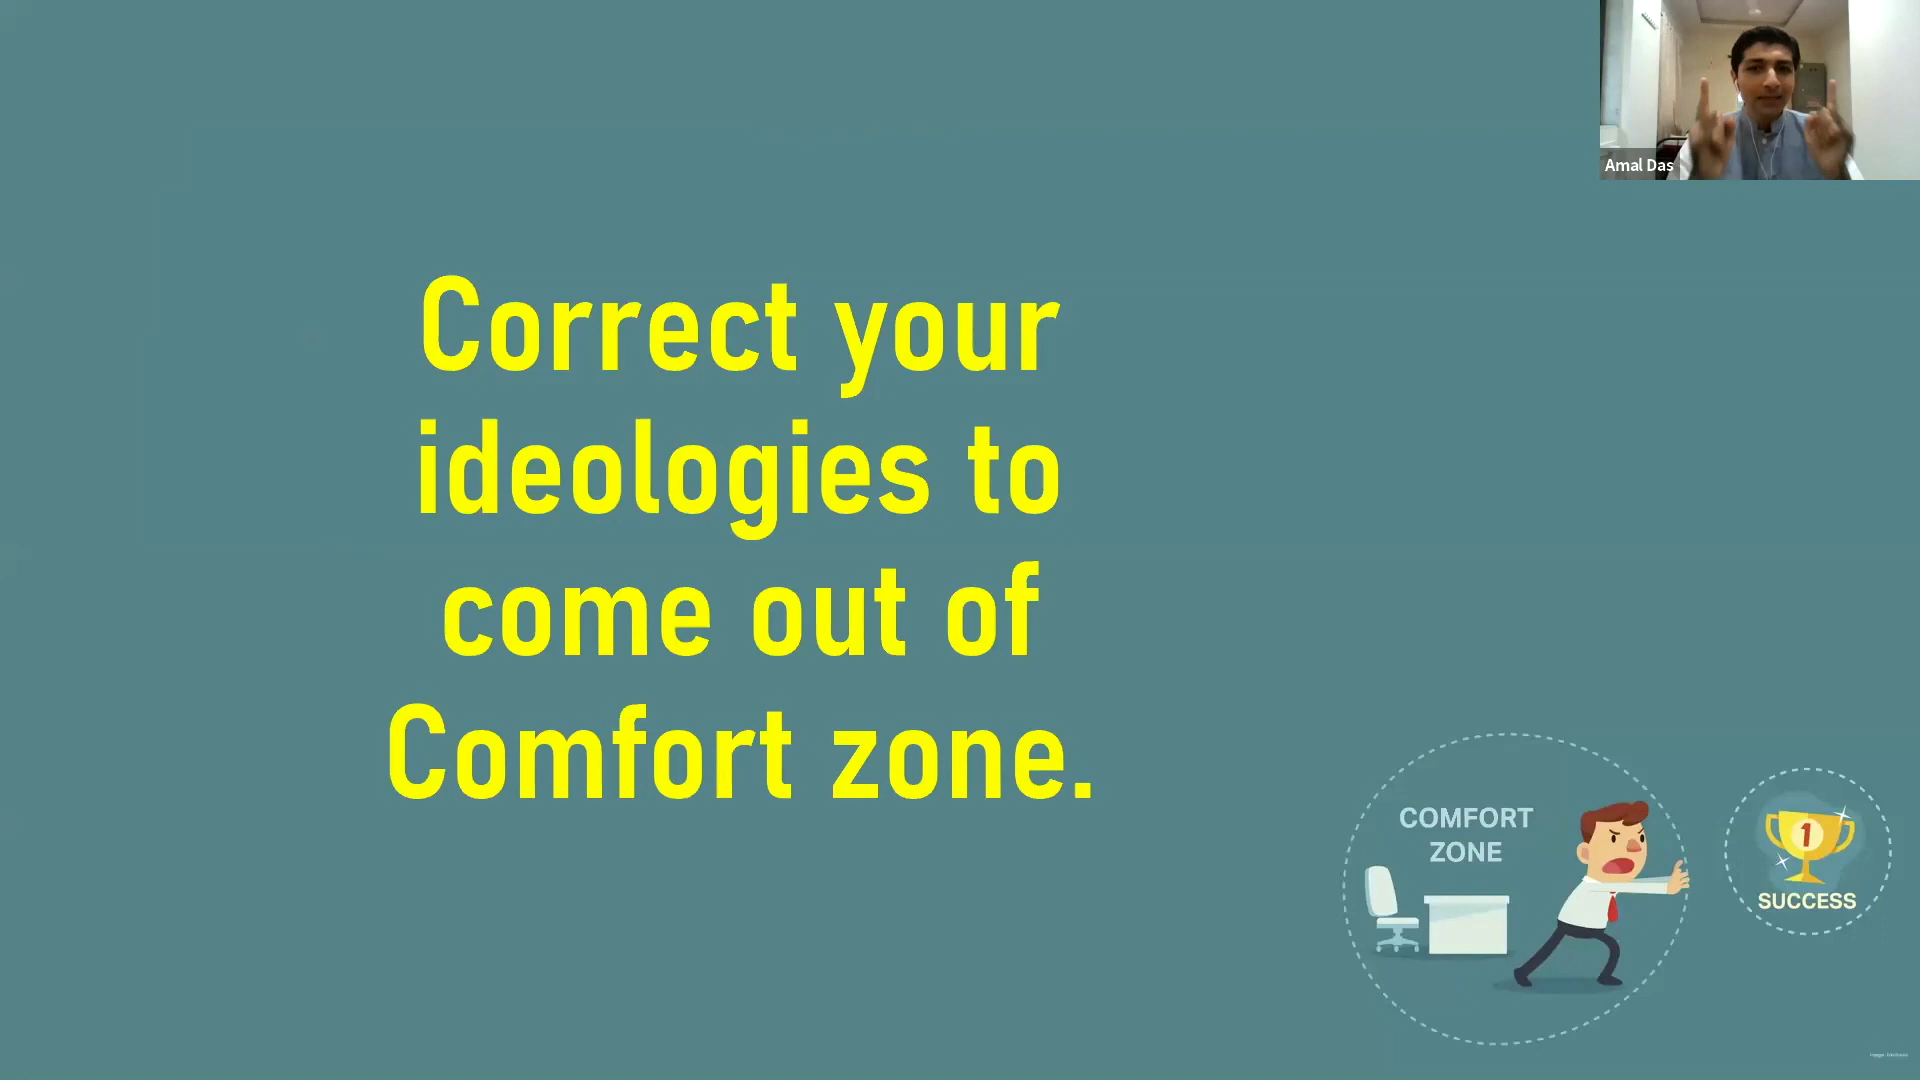 Amal Das
Correct your
ideologies to
come out of
Comfort zone.
COMFORT
ZONE
1
SUCCESS